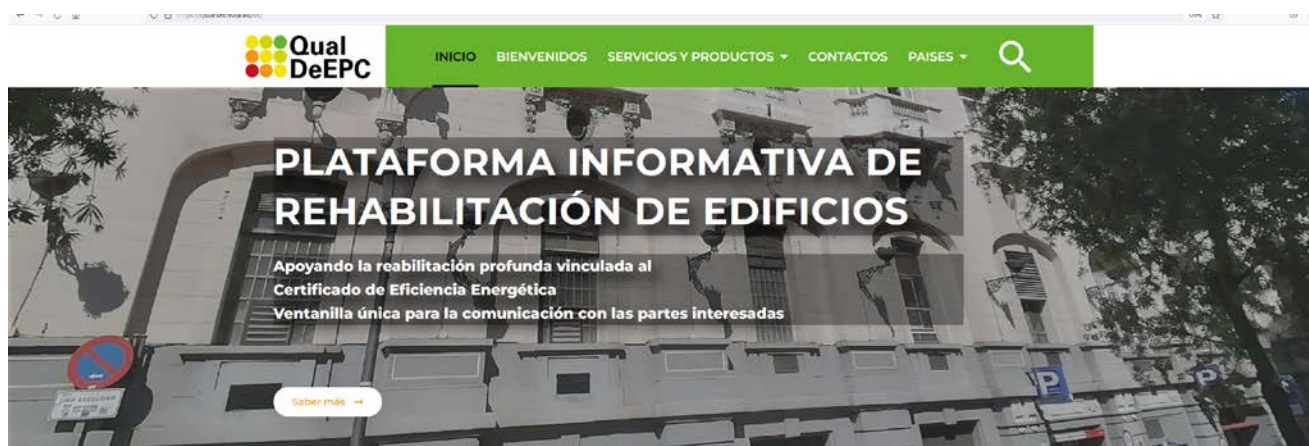 Qual
DeEPC
INICIO BIENVENIDOS SERVICIOS Y PRODUCTOS CONTACTOS PAISES
PLATAFORMA INFORMATIVA DE
REHABILITACIÓN DE EDIFICIOS
Apoyando la reabilitación profunda vinculada al
Certificado de Eficiencia Energética
Ventanilla única para la comunicación con las partes interesadas
Saber más →
P
P